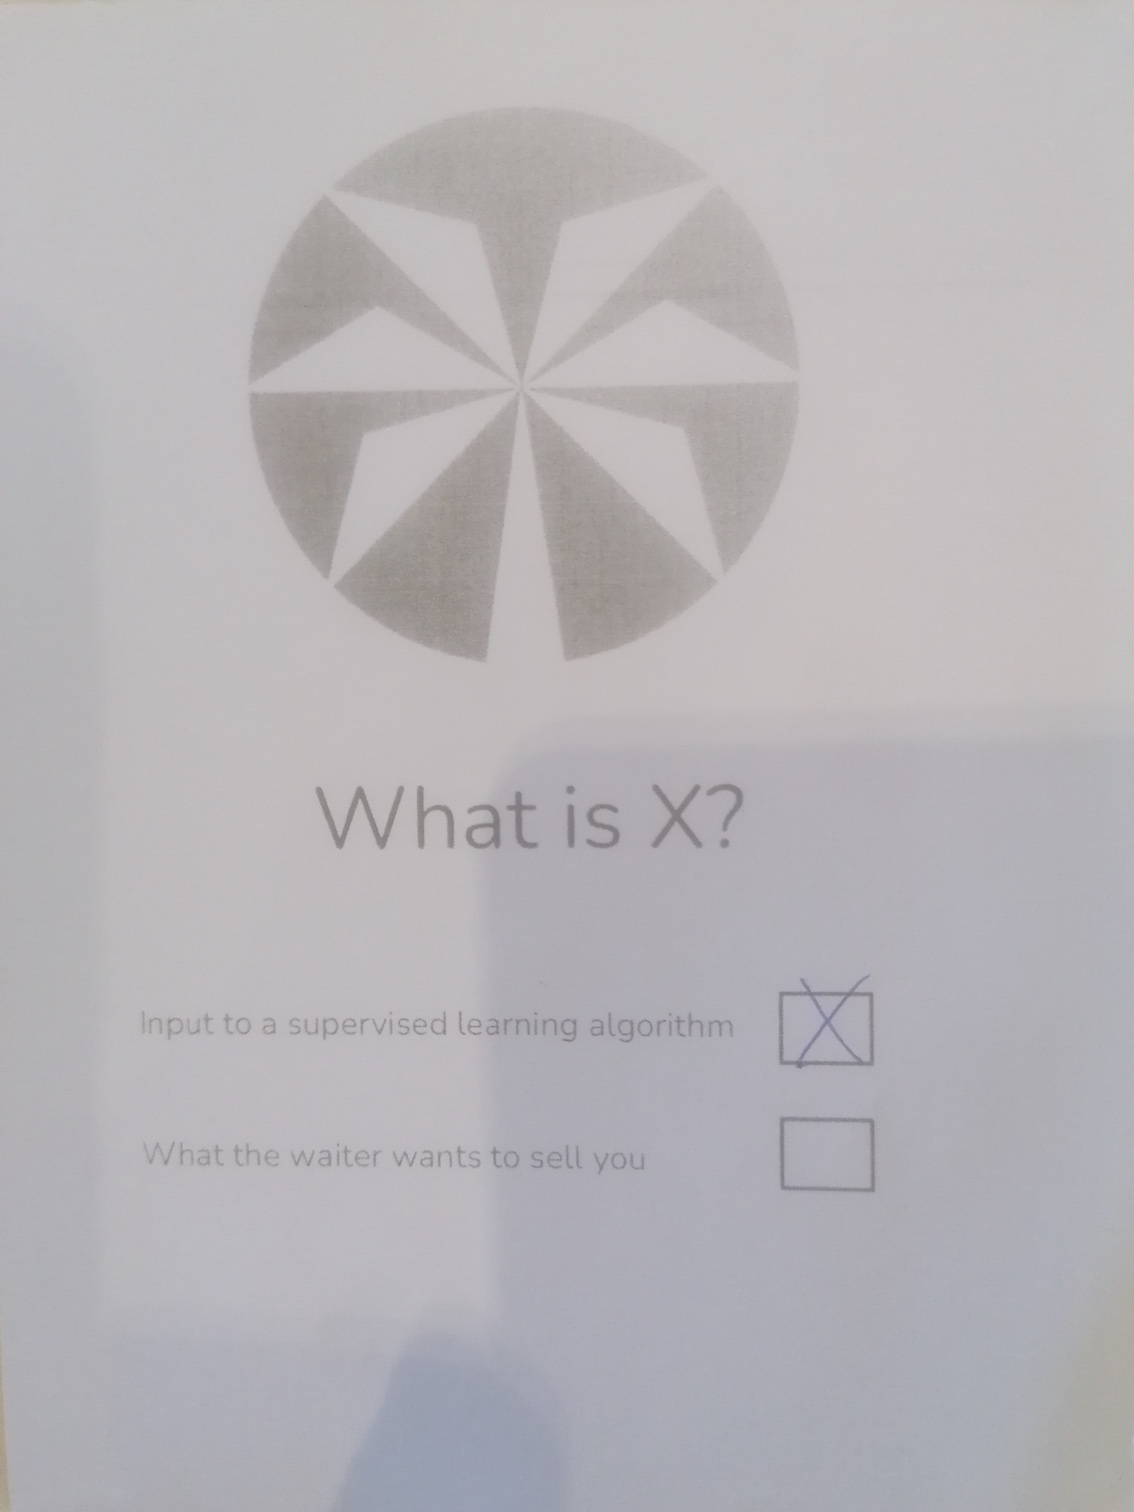 What is X?
Input to a supervised learning algorithm
X
What the waiter wants to sell you